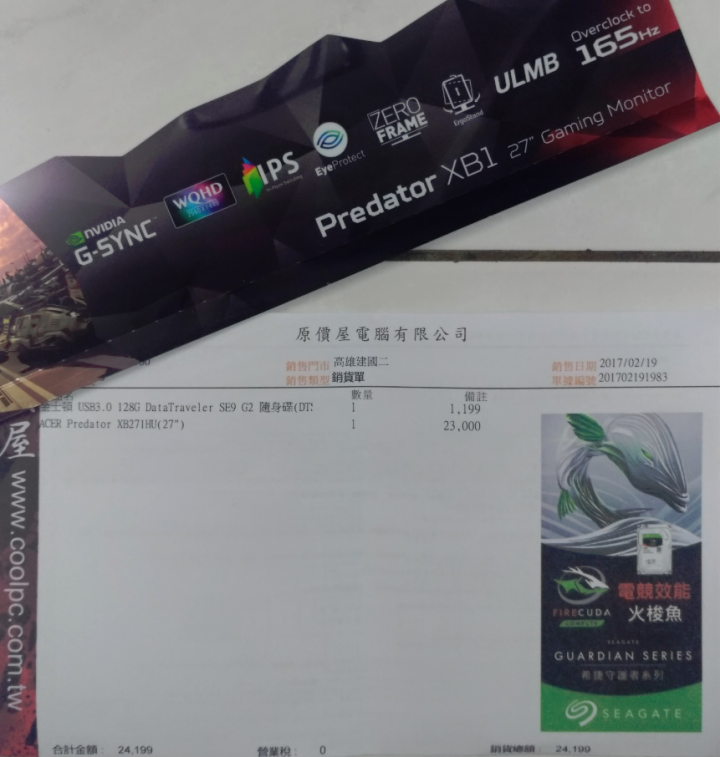 Overclock to
165Hz
ULMB
ErgoStand
ZERO
FRAME
EyeProtect
IPS
WQHD
NVIDIA
G-SYNC
Predator XB1 27" Gaming Monitor
原價屋電腦有限公司
銷售門市 高雄建國二
銷售日期 2017/02/19
銷售類型 銷貨單
單據編號 201702191983
數量 備註
USB3.0 128G DataTraveler SE9 G2 隨身碟(DT 1 1,199
ACER Predator XB271HU(27") 1 23,000
屋 www.coolpc.com.tw
FIRECUDA
COMPUTE
電競效能
火梭魚
SEAGATE
GUARDIAN SERIES
希捷守護者系列
SEAGATE
合計金額: 24,199 營業稅: 0 銷貨總額: 24,199